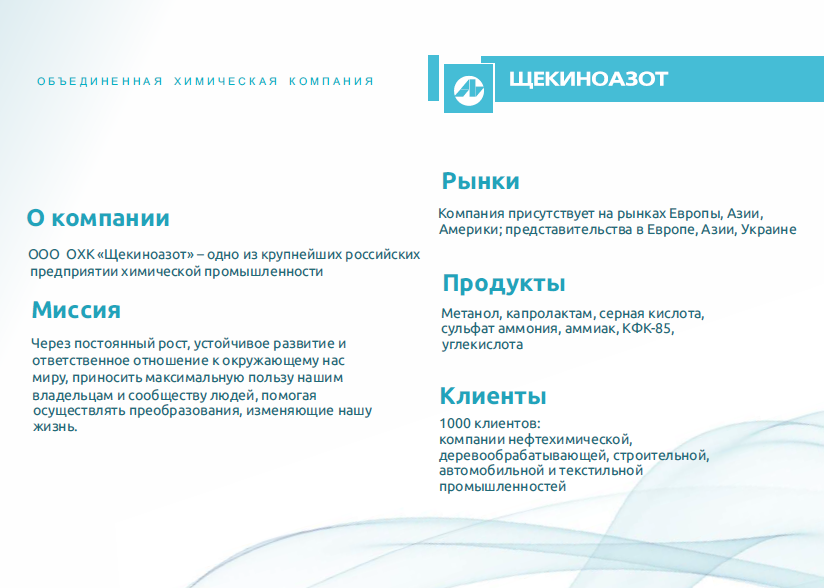 ОБЪЕДИНЕННАЯ ХИМИЧЕСКАЯ КОМПАНИЯ
ЩЕКИНОАЗОТ
О компании
ООО ОХК «Щекиноазот» – одно из крупнейших российских
предприятии химической промышленности
Миссия
Через постоянный рост, устойчивое развитие и
ответственное отношение к окружающему нас
миру, приносить максимальную пользу нашим
владельцам и сообществу людей, помогая
осуществлять преобразования, изменяющие нашу
жизнь.
Рынки
Компания присутствует на рынках Европы, Азии,
Америки; представительства в Европе, Азии, Украине
Продукты
Метанол, капролактам, серная кислота,
сульфат аммония, аммиак, КФК-85,
углекислота
Клиенты
1000 клиентов:
компании нефтехимической,
деревообрабатывающей, строительной,
автомобильной и текстильной
промышленностей